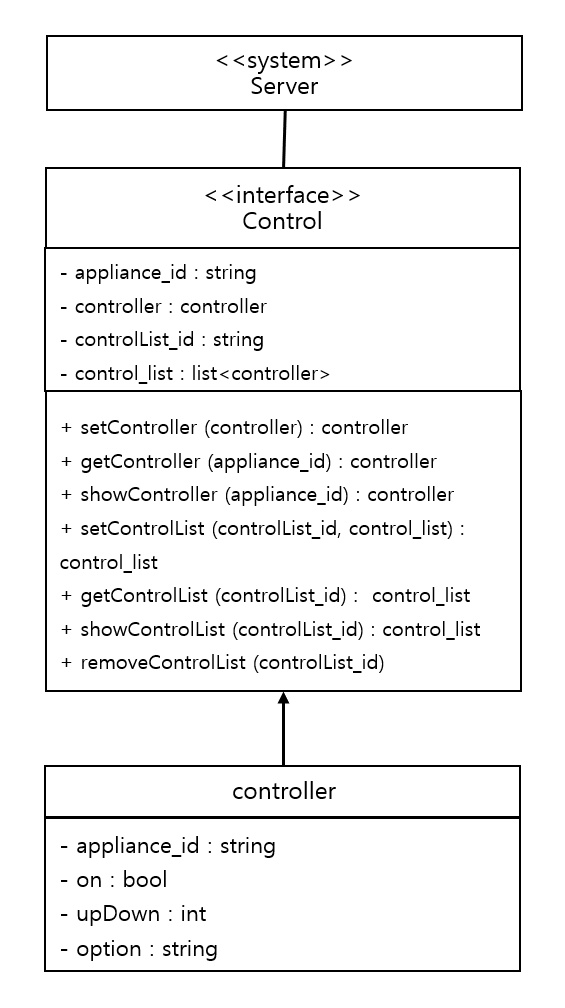 <<system>>
Server
<<interface>>
Control
- appliance_id : string
- controller : controller
- controlList_id : string
- control_list : list<controller>
+ setController (controller) : controller
+ getController (appliance_id) : controller
+ showController (appliance_id) : controller
+ setControlList (controlList_id, control_list) :
control_list
+ getControlList (controlList_id) :  control_list
+ showControlList (controlList_id) : control_list
+ removeControlList (controlList_id)
controller
- appliance_id : string
- on : bool
- upDown : int
- option : string